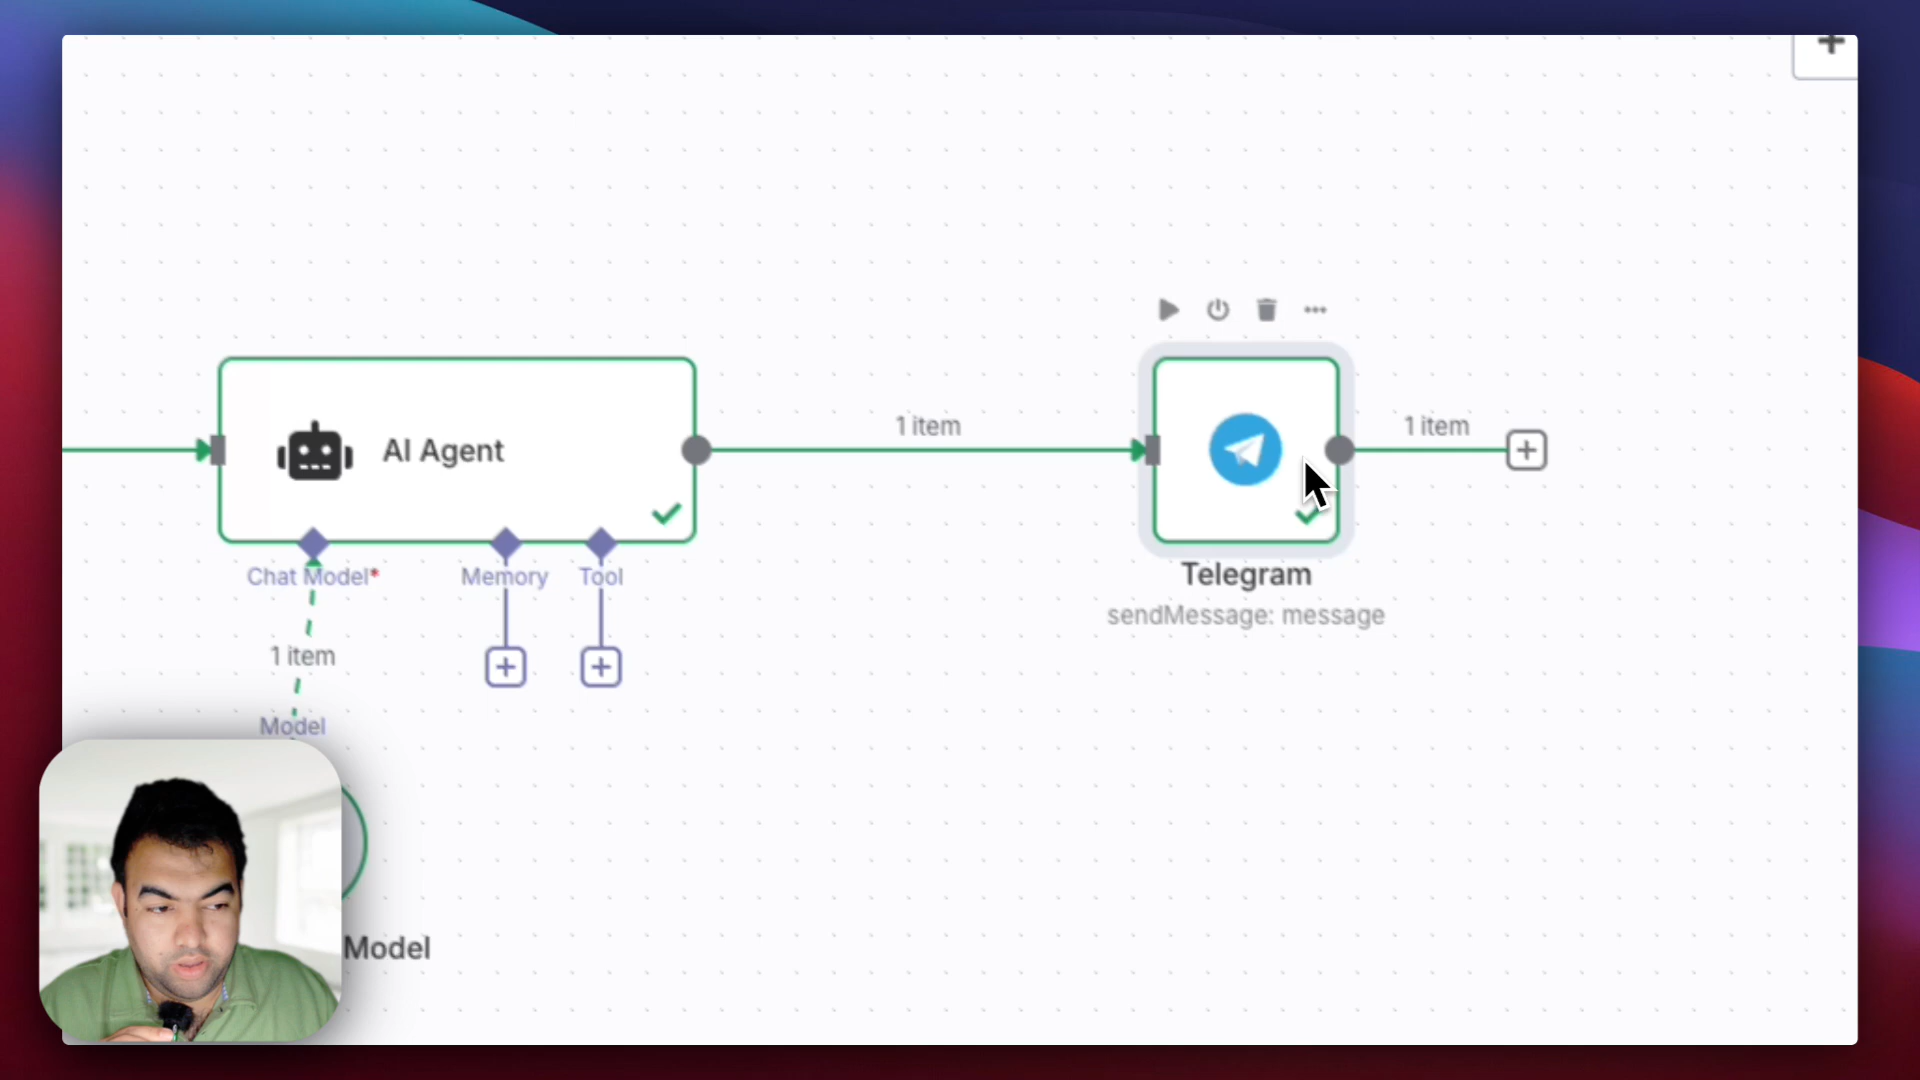 1 item
1 item
AI Agent
Chat Model*
Memory
Tool
Telegram
sendMessage: message
1 item
Model
Model